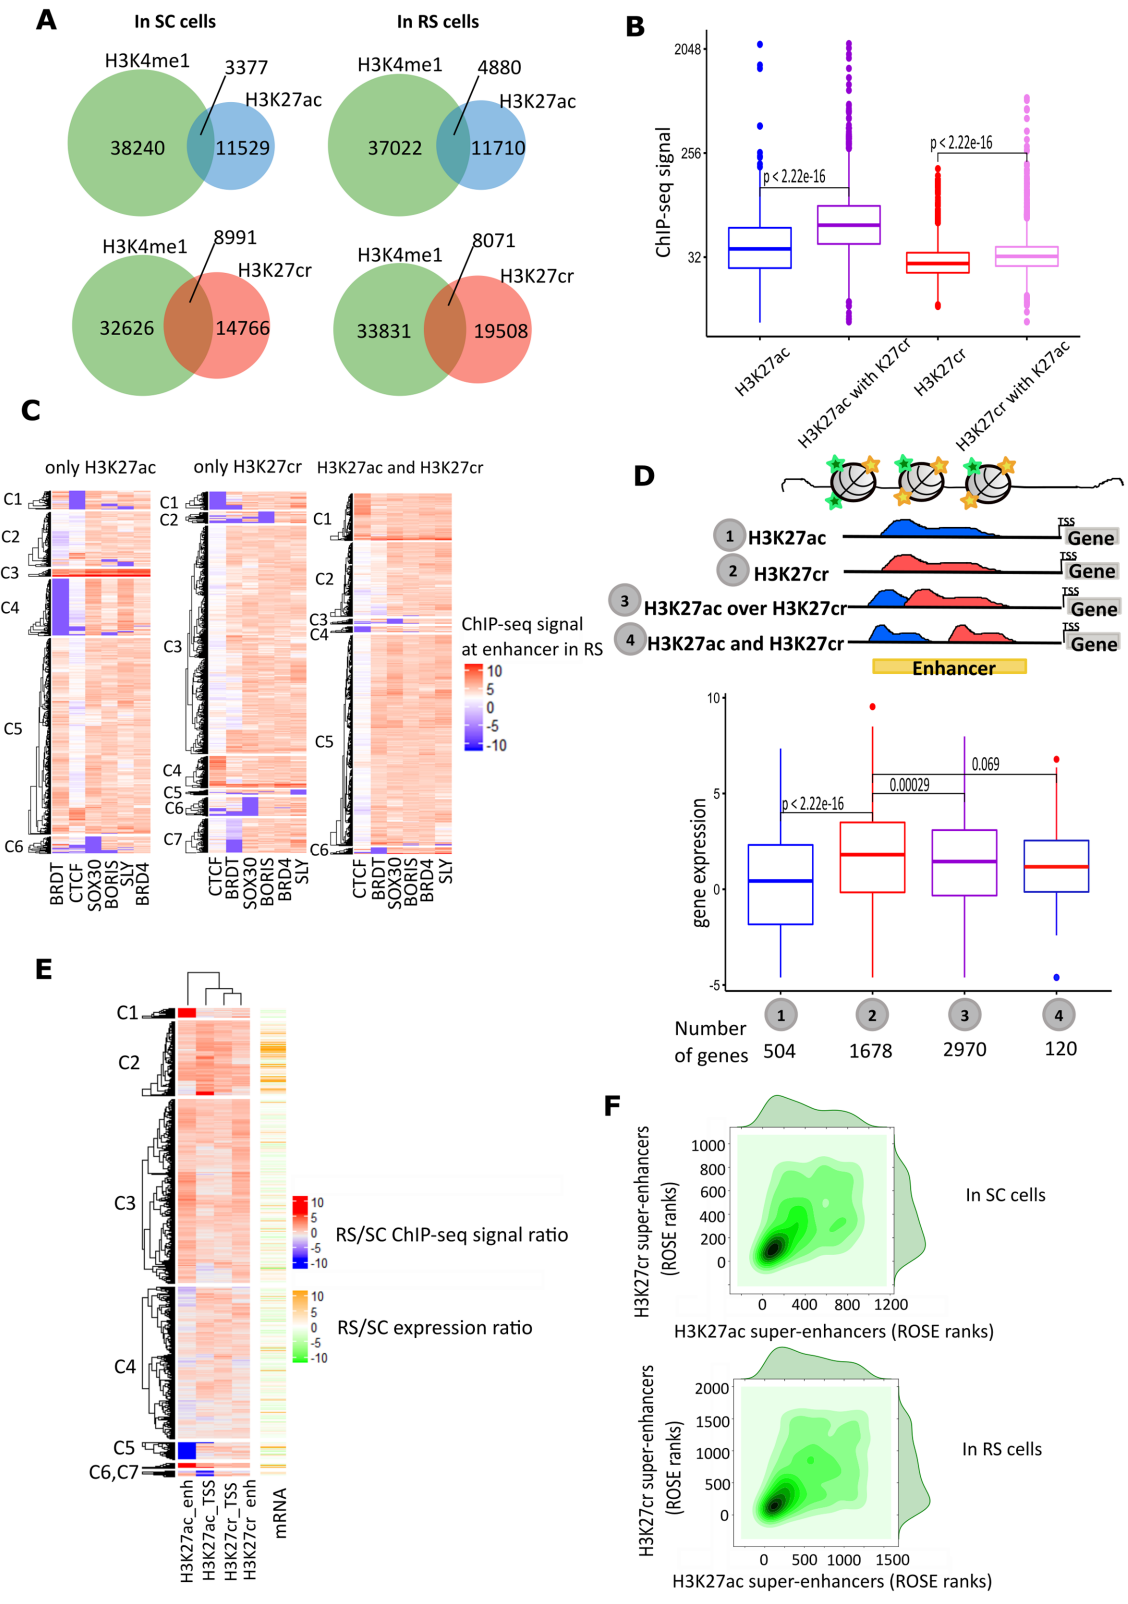 A
In SC cells
In RS cells
H3K4me1
3377
H3K27ac
38240
11529
H3K4me1
4880
H3K27ac
37022
11710
H3K4me1
8991
H3K27cr
32626
14766
H3K4me1
8071
H3K27cr
33831
19508
B
ChIP-seq signal
2048
256
32
p < 2.22e-16
p < 2.22e-16
H3K27ac
H3K27ac with K27cr
H3K27cr
H3K27cr with K27ac
C
only H3K27ac
only H3K27cr
H3K27ac and H3K27cr
C1
C2
C3
C4
C5
C6
BRDT
CTCF
SOX30
BORIS
SLY
BRD4
C1
C2
C3
C4
C5
C6
C7
CTCF
BRDT
SOX30
BORIS
BRD4
SLY
C1
C2
C3
C4
C5
C6
CTCF
BRDT
SOX30
BORIS
BRD4
SLY
ChIP-seq signal
at enhancer in RS
10
5
0
-5
-10
D
1 H3K27ac
TSS
Gene
2 H3K27cr
TSS
Gene
3 H3K27ac over H3K27cr
TSS
Gene
4 H3K27ac and H3K27cr
TSS
Gene
Enhancer
gene expression
10
5
0
-5
p < 2.22e-16
0.00029
0.069
1
2
3
4
Number
of genes
504
1678
2970
120
E
C1
C2
C3
C4
C5
C6,C7
H3K27ac_enh
H3K27ac_TSS
H3K27cr_TSS
H3K27cr_enh
mRNA
10
5
0
-5
-10
RS/SC ChIP-seq signal ratio
10
5
0
-5
-10
RS/SC expression ratio
F
H3K27cr super-enhancers
(ROSE ranks)
1000
800
600
400
200
0
0 400 800 1200
H3K27ac super-enhancers (ROSE ranks)
In SC cells
H3K27cr super-enhancers
(ROSE ranks)
2000
1500
1000
500
0
0 500 1000 1500
H3K27ac super-enhancers (ROSE ranks)
In RS cells